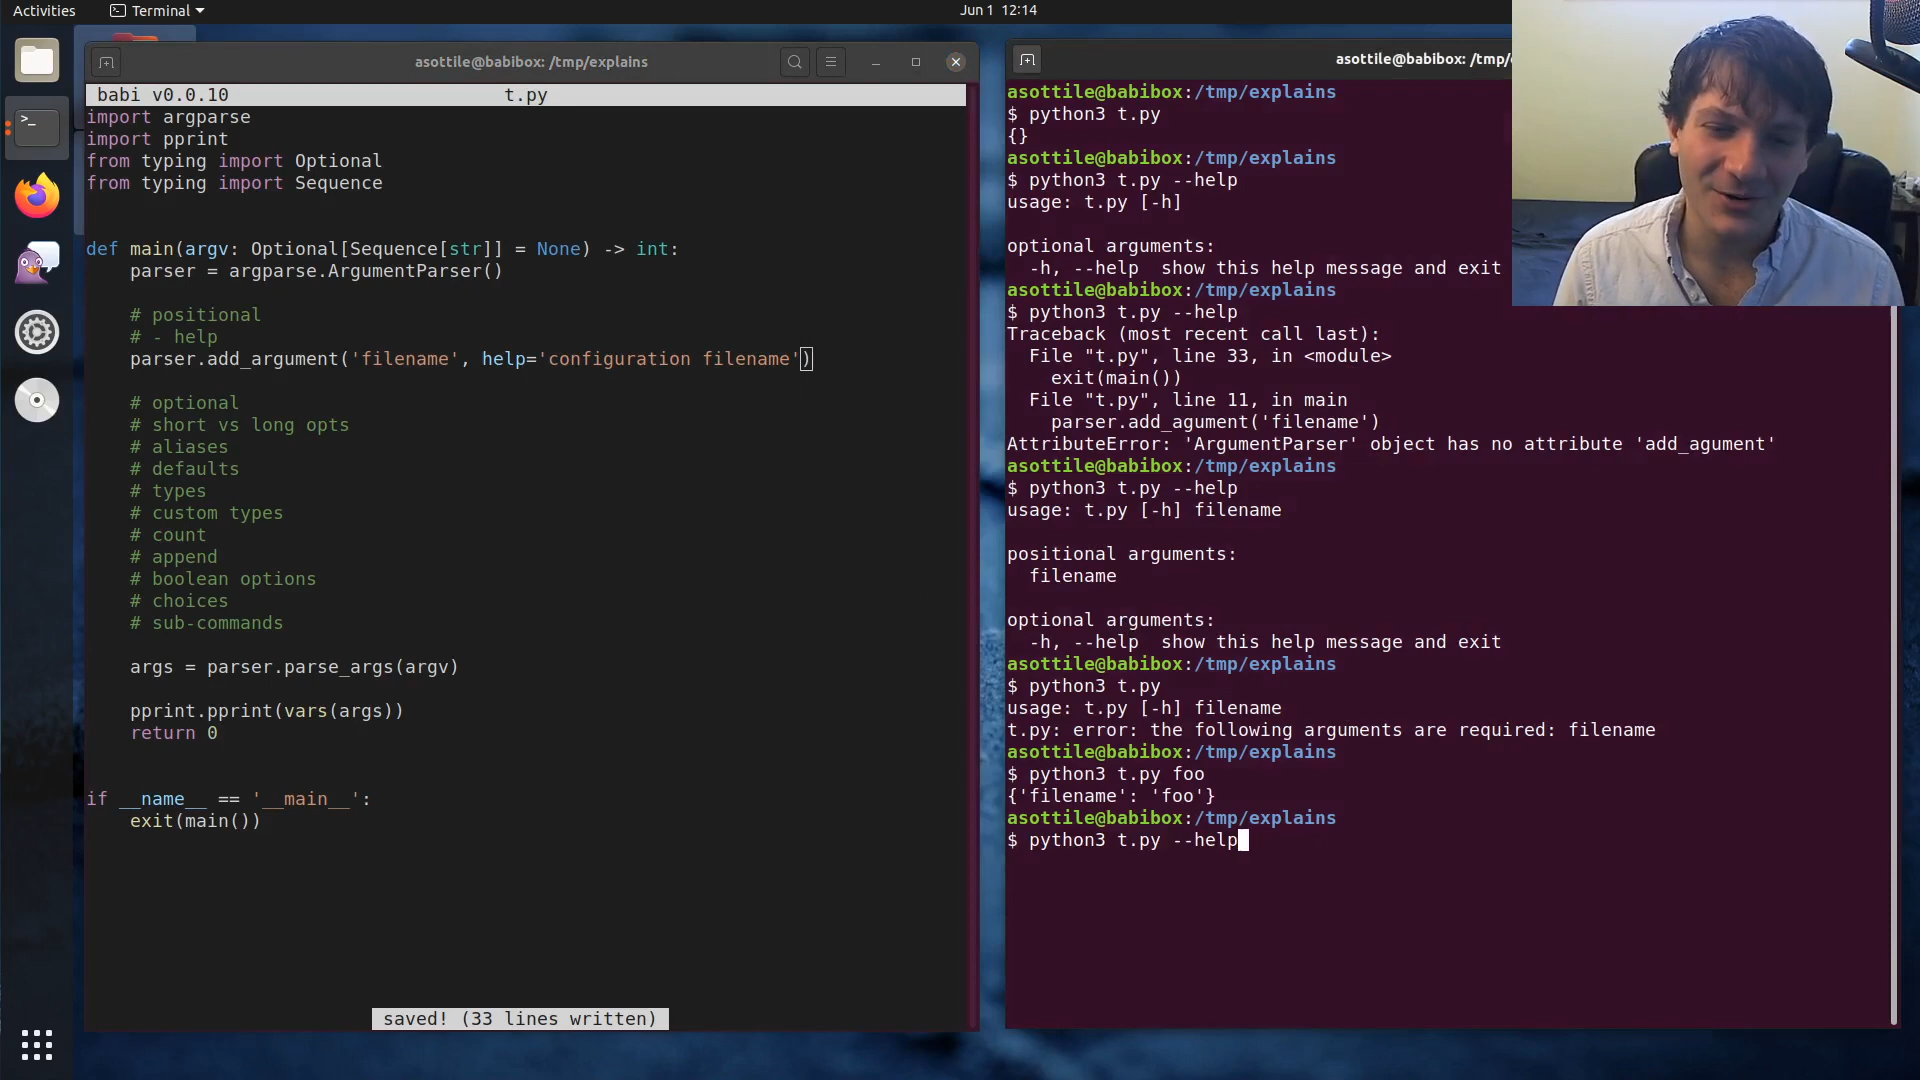 Activities
Terminal
Jun 1 12:14
asottile@babibox: /tmp/explains
babi v0.0.10
t.py
import argparse
import pprint
from typing import Optional
from typing import Sequence
def main(argv: Optional[Sequence[str]] = None) -> int:
parser = argparse.ArgumentParser()
# positional
# - help
parser.add_argument('filename', help='configuration filename')
# optional
# short vs long opts
# aliases
# defaults
# types
# custom types
# count
# append
# boolean options
# choices
# sub-commands
args = parser.parse_args(argv)
pprint.pprint(vars(args))
return 0
if __name__ == '__main__':
exit(main())
saved! (33 lines written)
asottile@babibox: /tmp/
asottile@babibox:/tmp/explains
$ python3 t.py
{}
asottile@babibox:/tmp/explains
$ python3 t.py --help
usage: t.py [-h]
optional arguments:
-h, --help  show this help message and exit
asottile@babibox:/tmp/explains
$ python3 t.py --help
Traceback (most recent call last):
File "t.py", line 33, in <module>
exit(main())
File "t.py", line 11, in main
parser.add_agument('filename')
AttributeError: 'ArgumentParser' object has no attribute 'add_agument'
asottile@babibox:/tmp/explains
$ python3 t.py --help
usage: t.py [-h] filename
positional arguments:
filename
optional arguments:
-h, --help  show this help message and exit
asottile@babibox:/tmp/explains
$ python3 t.py
usage: t.py [-h] filename
t.py: error: the following arguments are required: filename
asottile@babibox:/tmp/explains
$ python3 t.py foo
{'filename': 'foo'}
asottile@babibox:/tmp/explains
$ python3 t.py --help